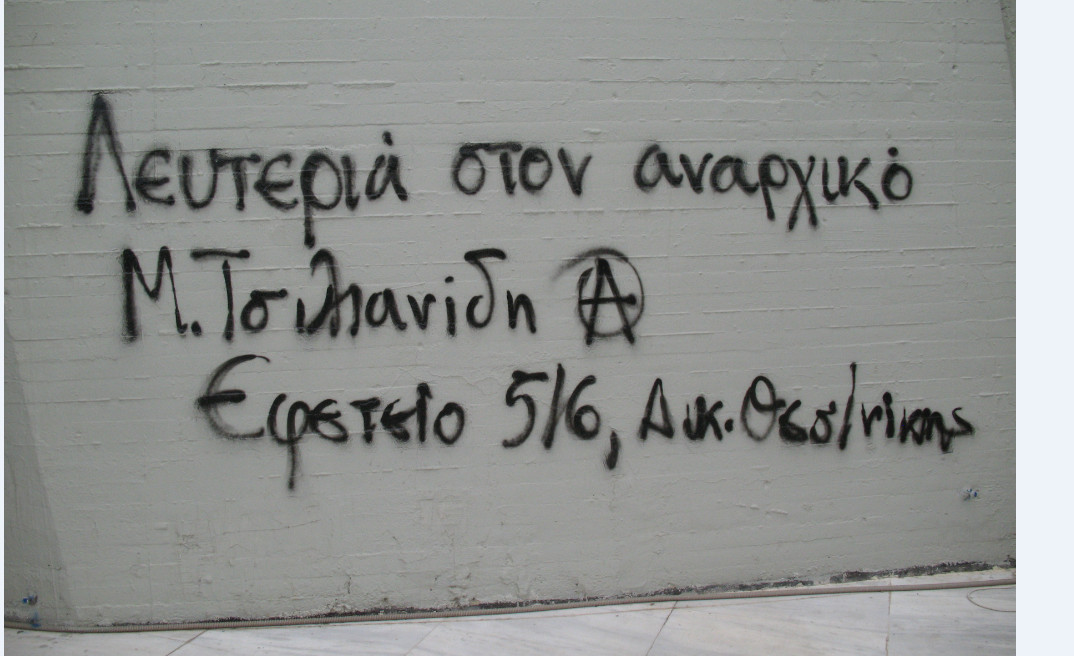 Λευτεριά στον αναρχικό
Μ. Τσιλιανίδη Ⓐ
Εφετείο 5/6, Δικ. Θεσ/νίκης